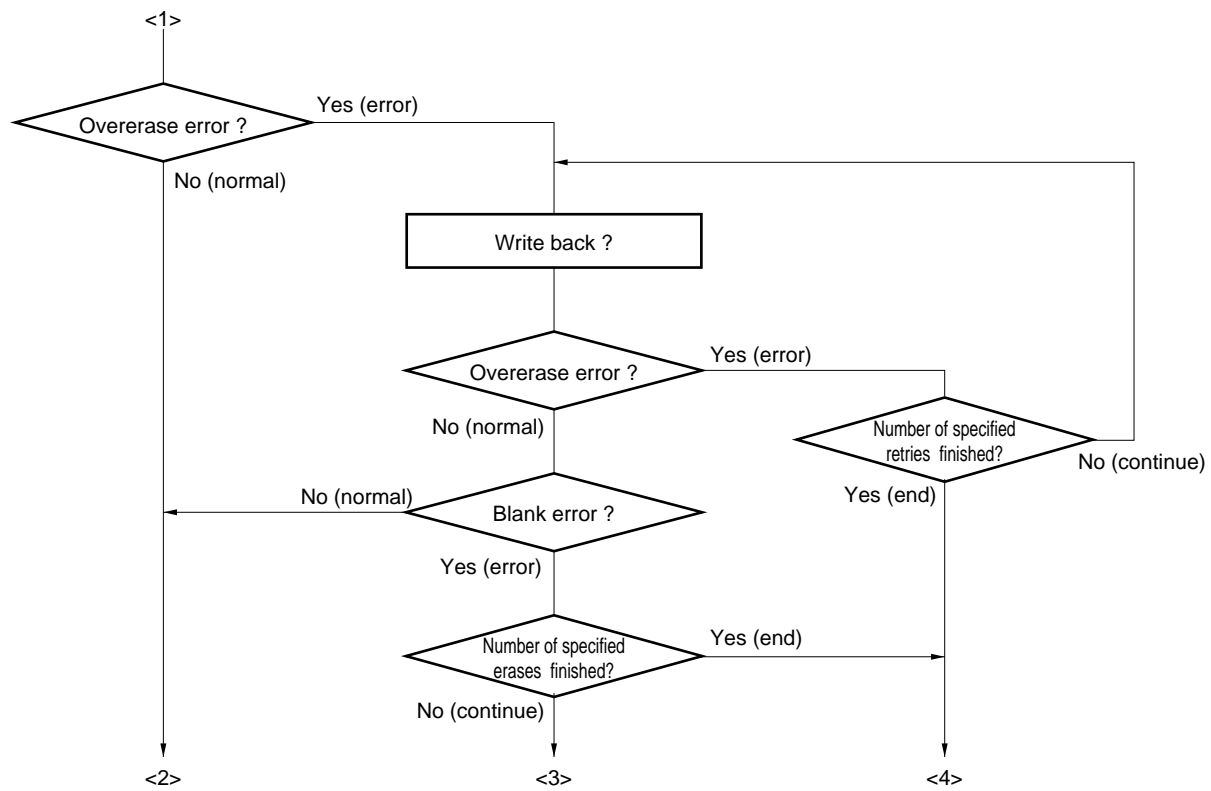 <1>
Yes (error)
Overerase error ?
No (normal)
Write back ?
Yes (error)
Overerase error ?
No (normal)
Number of specified
retries finished?
No (continue)
Yes (end)
No (normal)
Blank error ?
Yes (error)
Number of specified
erases finished?
Yes (end)
No (continue)
<2>
<3>
<4>